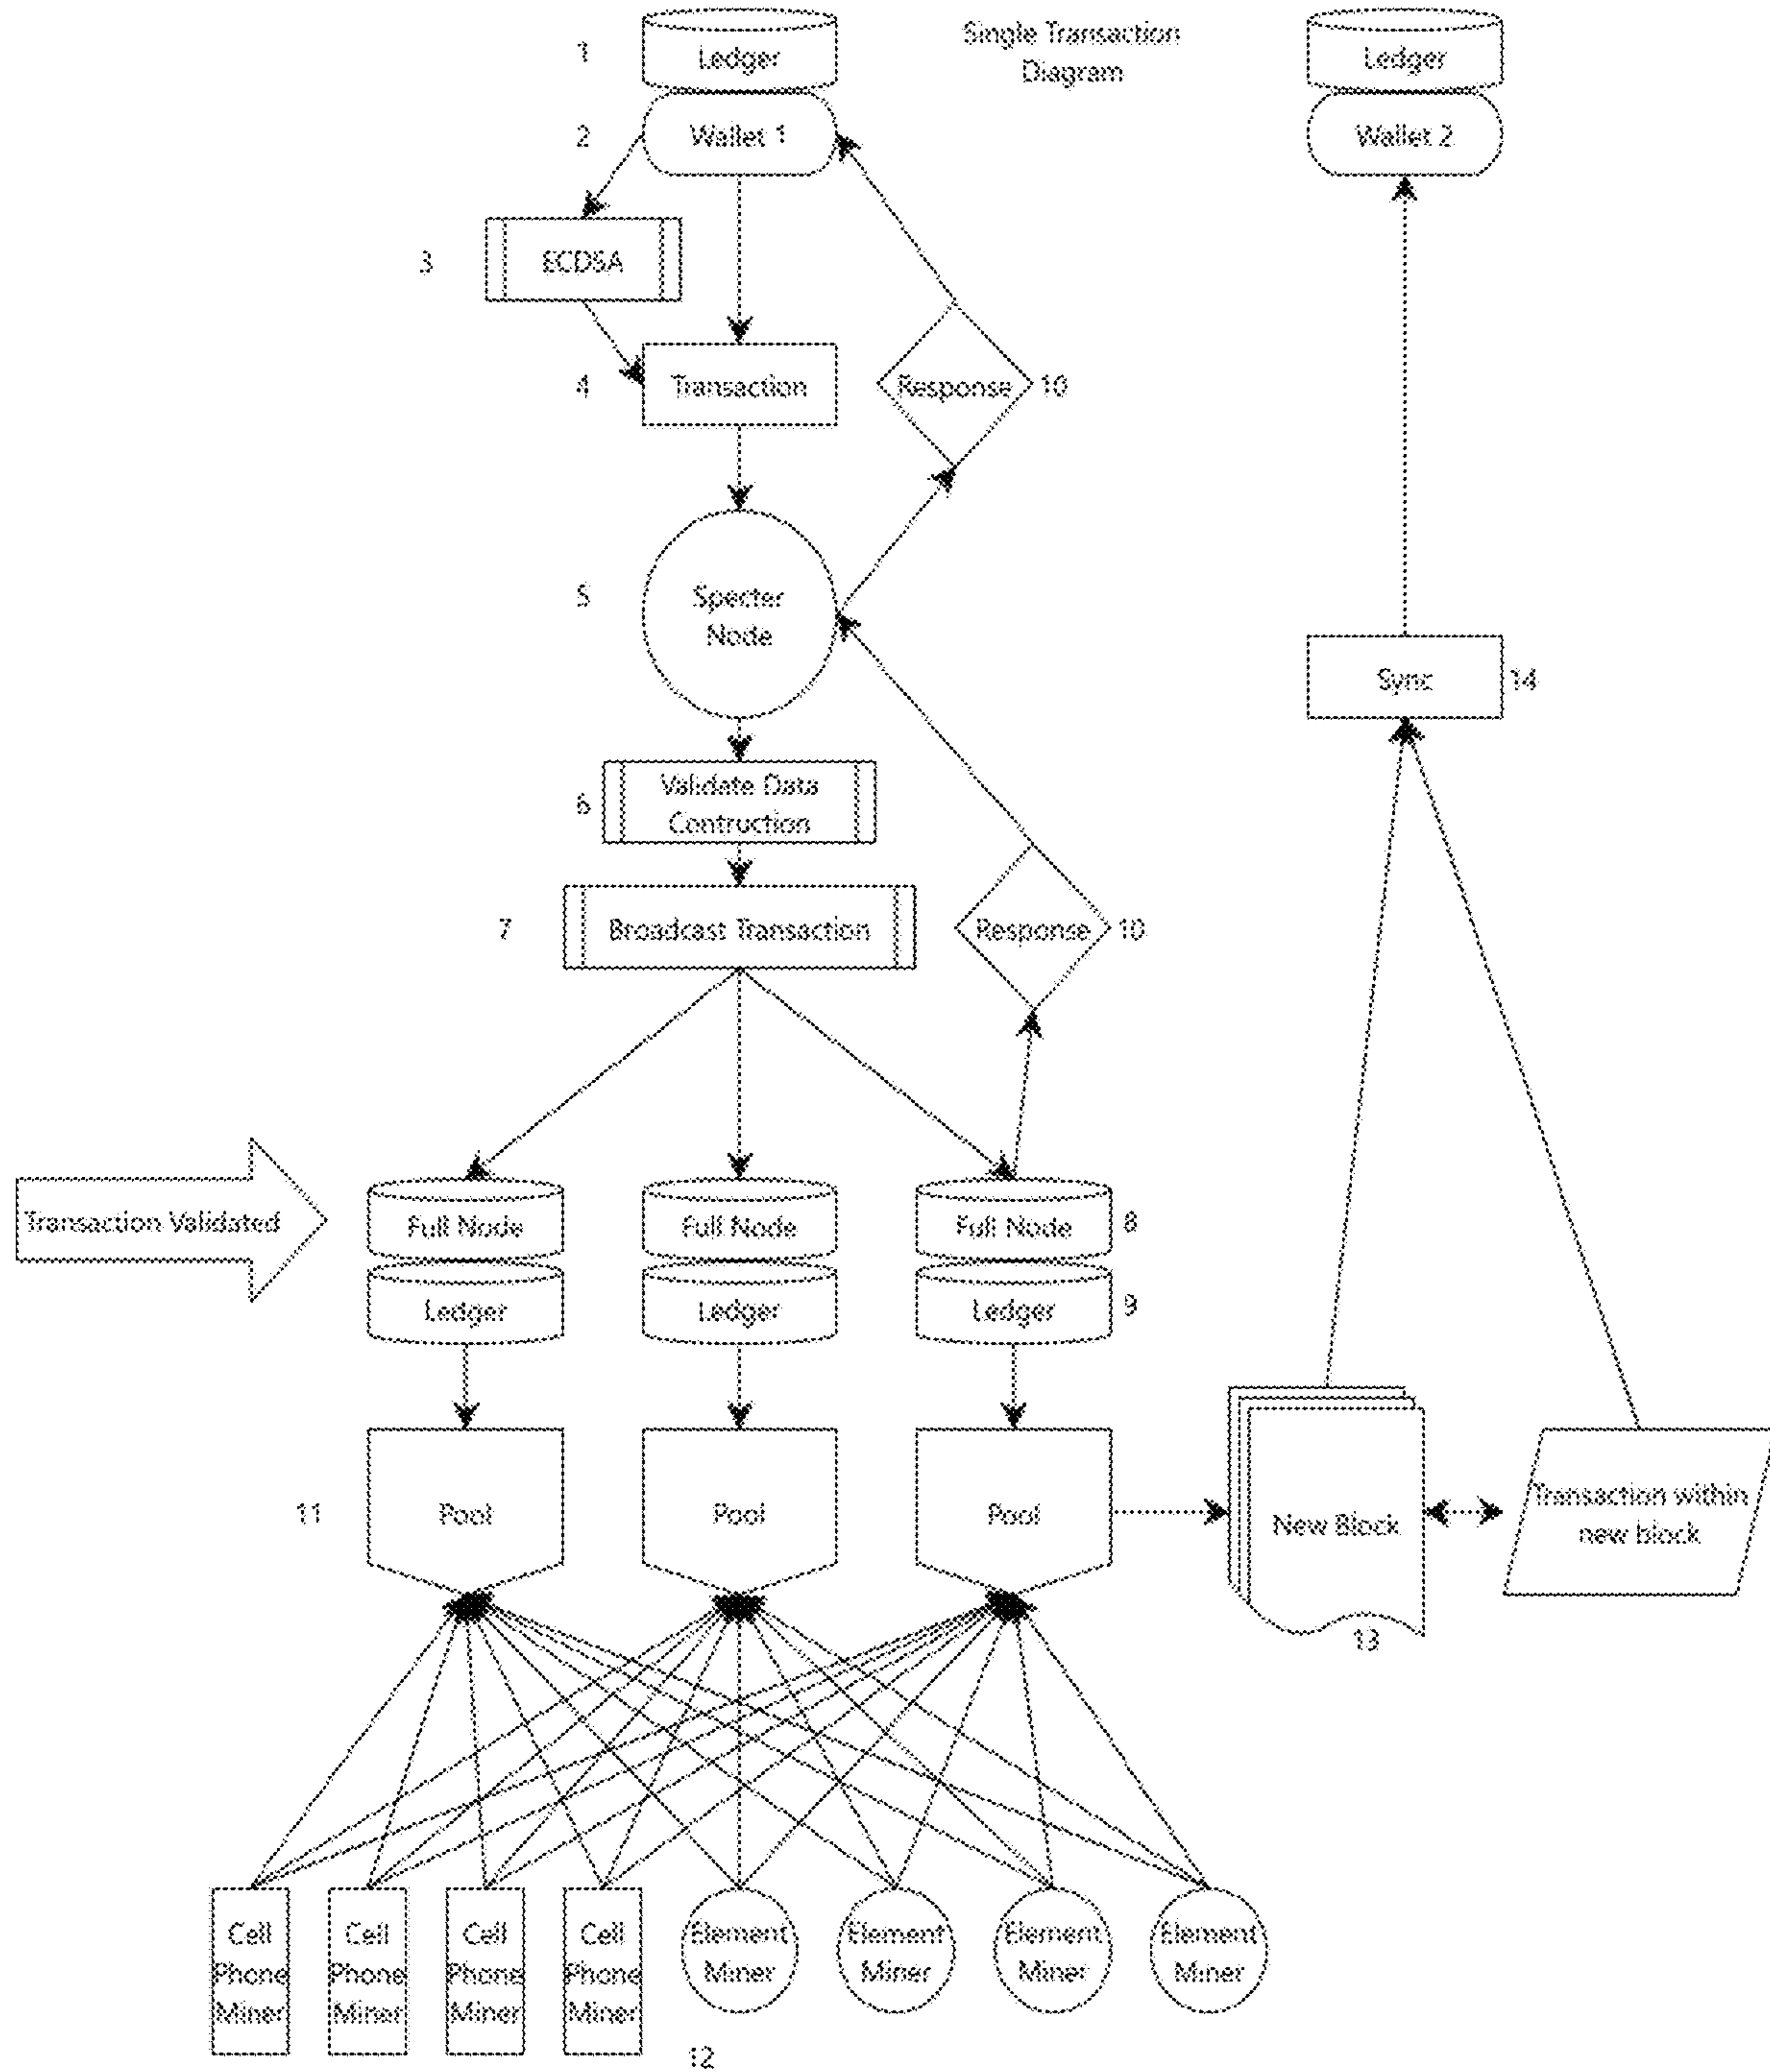 Single Transaction
Diagram
1
Ledger
Ledger
2
Wallet 1
Wallet 2
3
ECDSA
4
Transaction
Response
10
5
Specter
Node
Sync
14
6
Validate Data
Contruction
7
Broadcast Transaction
Response
10
Transaction Validated
Full Node
Full Node
Full Node
8
Ledger
Ledger
Ledger
9
11
Pool
Pool
Pool
New Block
Transaction within
new block
13
Cell
Phone
Miner
Cell
Phone
Miner
Cell
Phone
Miner
Cell
Phone
Miner
Element
Miner
Element
Miner
Element
Miner
Element
Miner
12